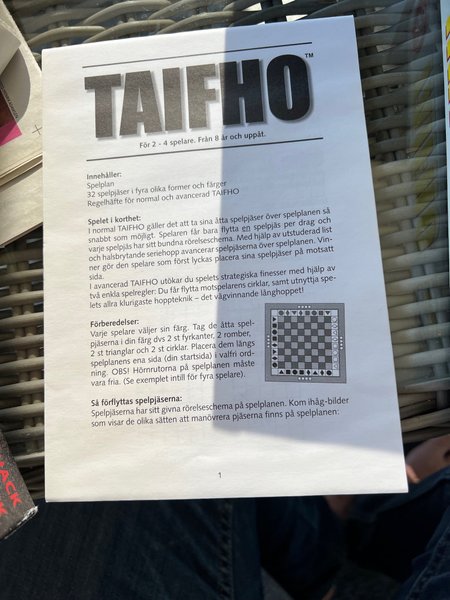 TAIFHO™
För 2 - 4 spelare. Från 8 år och uppåt.
Innehåller:
Spelplan
32 spelpjäser i fyra olika former och färger
Regelhäfte för normal och avancerad TAIFHO
Spelet i korthet:
I normal TAIFHO gäller det att ta sina åtta spelpjäser över spelplanen så
snabbt som möjligt. Spelaren får bara flytta en spelpjäs per drag och
varje spelpjäs har sitt bundna rörelseschema. Med hjälp av utstuderad list
och halsbrytande seriehopp avancerar spelpjäserna över spelplanen. Vin-
ner gör den spelare som först lyckas placera sina spelpjäser på motsatt
sida.
I avancerad TAIFHO utökar du spelets strategiska finesser med hjälp av
två enkla spelregler: Du får flytta motspelarens cirklar, samt utnyttja spe-
lets allra klurigaste hoppteknik – det vägvinnande långhoppet!
Förberedelser:
Varje spelare väljer sin färg. Tag de åtta spel-
pjäserna i din färg dvs 2 st fyrkanter, 2 romber,
2 st trianglar och 2 st cirklar. Placera dem längs
spelplanens ena sida (din startsida) i valfri ord-
ning. OBS! Hörnrutorna på spelplanen måste
vara fria. (Se exemplet intill för fyra spelare).
Så förflyttas spelpjäserna:
Spelpjäserna har sitt givna rörelseschema på spelplanen. Kom ihåg-bilder
som visar de olika sätten att manövrera pjäserna finns på spelplanen:
1